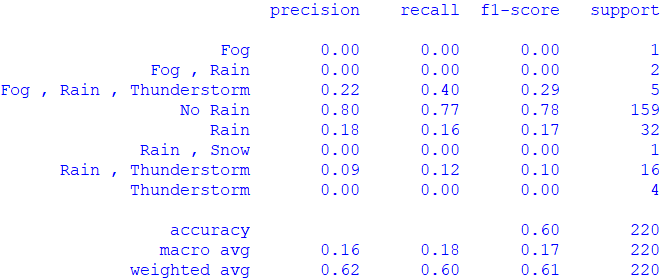 precision recall f1-score support
Fog 0.00 0.00 0.00 1
Fog , Rain 0.00 0.00 0.00 2
Fog , Rain , Thunderstorm 0.22 0.40 0.29 5
No Rain 0.80 0.77 0.78 159
Rain 0.18 0.16 0.17 32
Rain , Snow 0.00 0.00 0.00 1
Rain , Thunderstorm 0.09 0.12 0.10 16
Thunderstorm 0.00 0.00 0.00 4
accuracy 0.60 220
macro avg 0.16 0.18 0.17 220
weighted avg 0.62 0.60 0.61 220